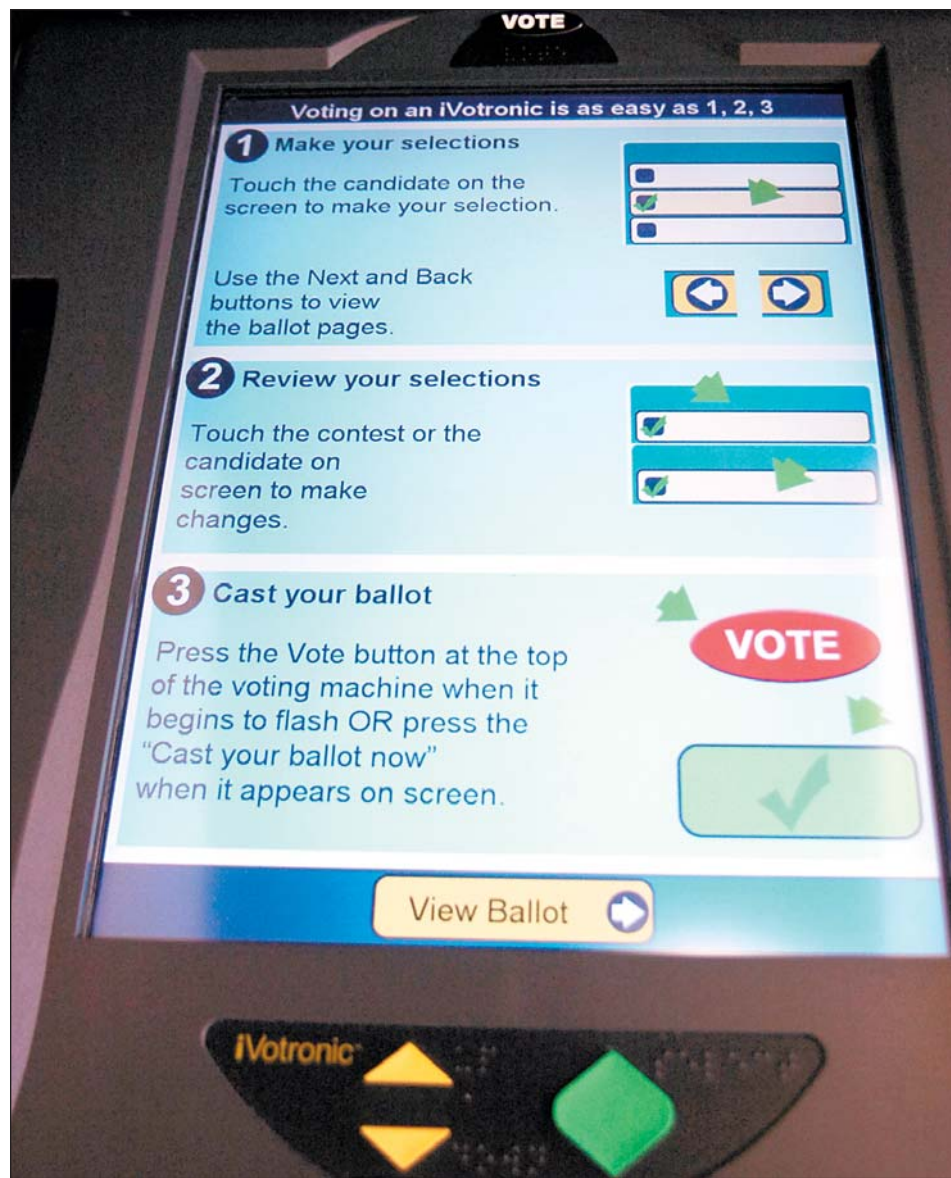 VOTE
Voting on an iVotronic is as easy as 1, 2, 3
1 Make your selections
Touch the candidate on the
screen to make your selection.
Use the Next and Back
buttons to view
the ballot pages.
2 Review your selections
Touch the contest or the
candidate on
screen to make
changes.
3 Cast your ballot
Press the Vote button at the top
of the voting machine when it
begins to flash OR press the
“Cast your ballot now”
when it appears on screen.
VOTE
View Ballot
iVotronic